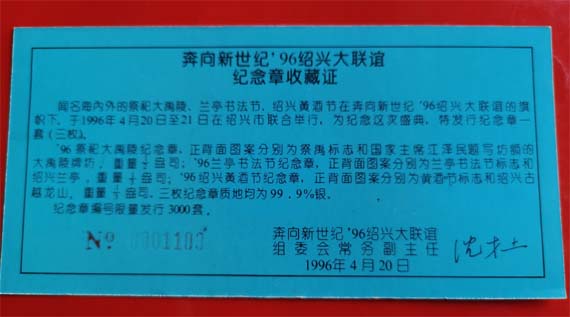 奔向新世纪'96绍兴大联谊
纪念章收藏证
闻名海内外的祭祀大禹陵、兰亭书法节、绍兴黄酒节在奔向新世纪'96绍兴大联谊的旗
帜下,于1996年4月20日至21日在绍兴市联合举行,为纪念这次盛典,特发行纪念章一
套(三枚)。
'96祭祀大禹陵纪念章,正背面图案分别为祭禹标志和国家主席江泽民题写坊额的
大禹陵牌坊,重量½盎司;'96兰亭书法节纪念章,正背面图案分别为兰亭书法节标志和
绍兴兰亭,重量½盎司;'96绍兴黄酒节纪念章,正背面图案分别为黄酒节标志和绍兴古
越龙山,重量½盎司,三枚纪念章质地均为99.9%银。
纪念章编号限量发行3000套。
№ 0001103
奔向新世纪'96绍兴大联谊
组委会常务副主任
1996年4月20日